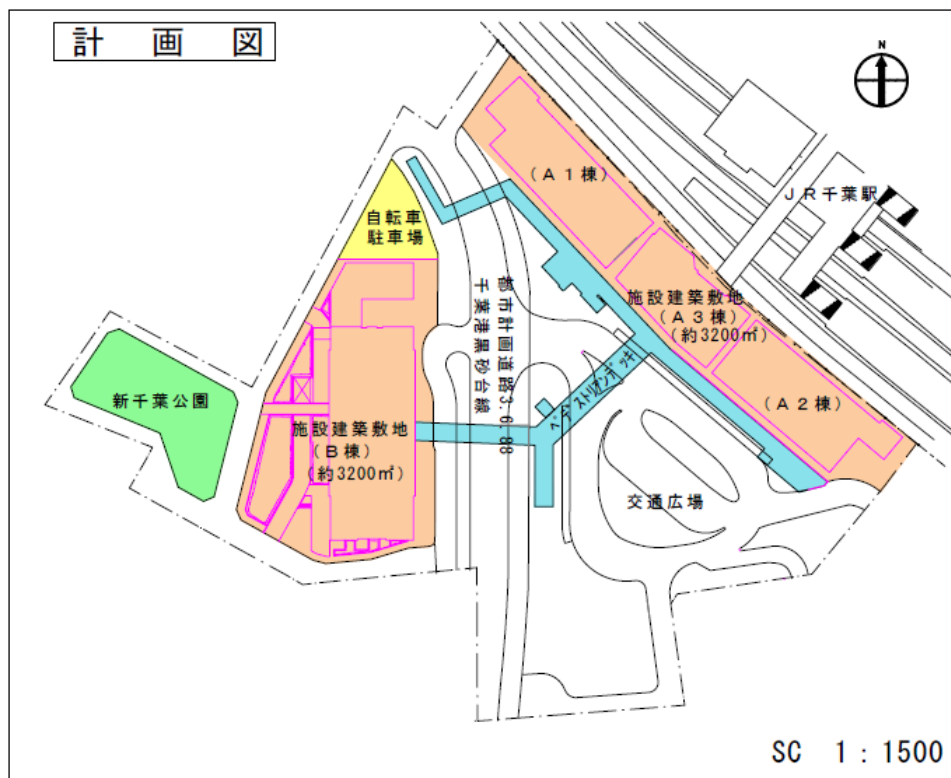 計 画 図
N
(A1棟)
JR千葉駅
自転車
駐車場
施設建築敷地
(A3棟)
(約3200㎡)
都市計画道路3.6.88
千葉港黒砂台線
ペデストリアンデッキ
(A2棟)
新千葉公園
施設建築敷地
(B棟)
(約3200㎡)
交通広場
SC 1:1500